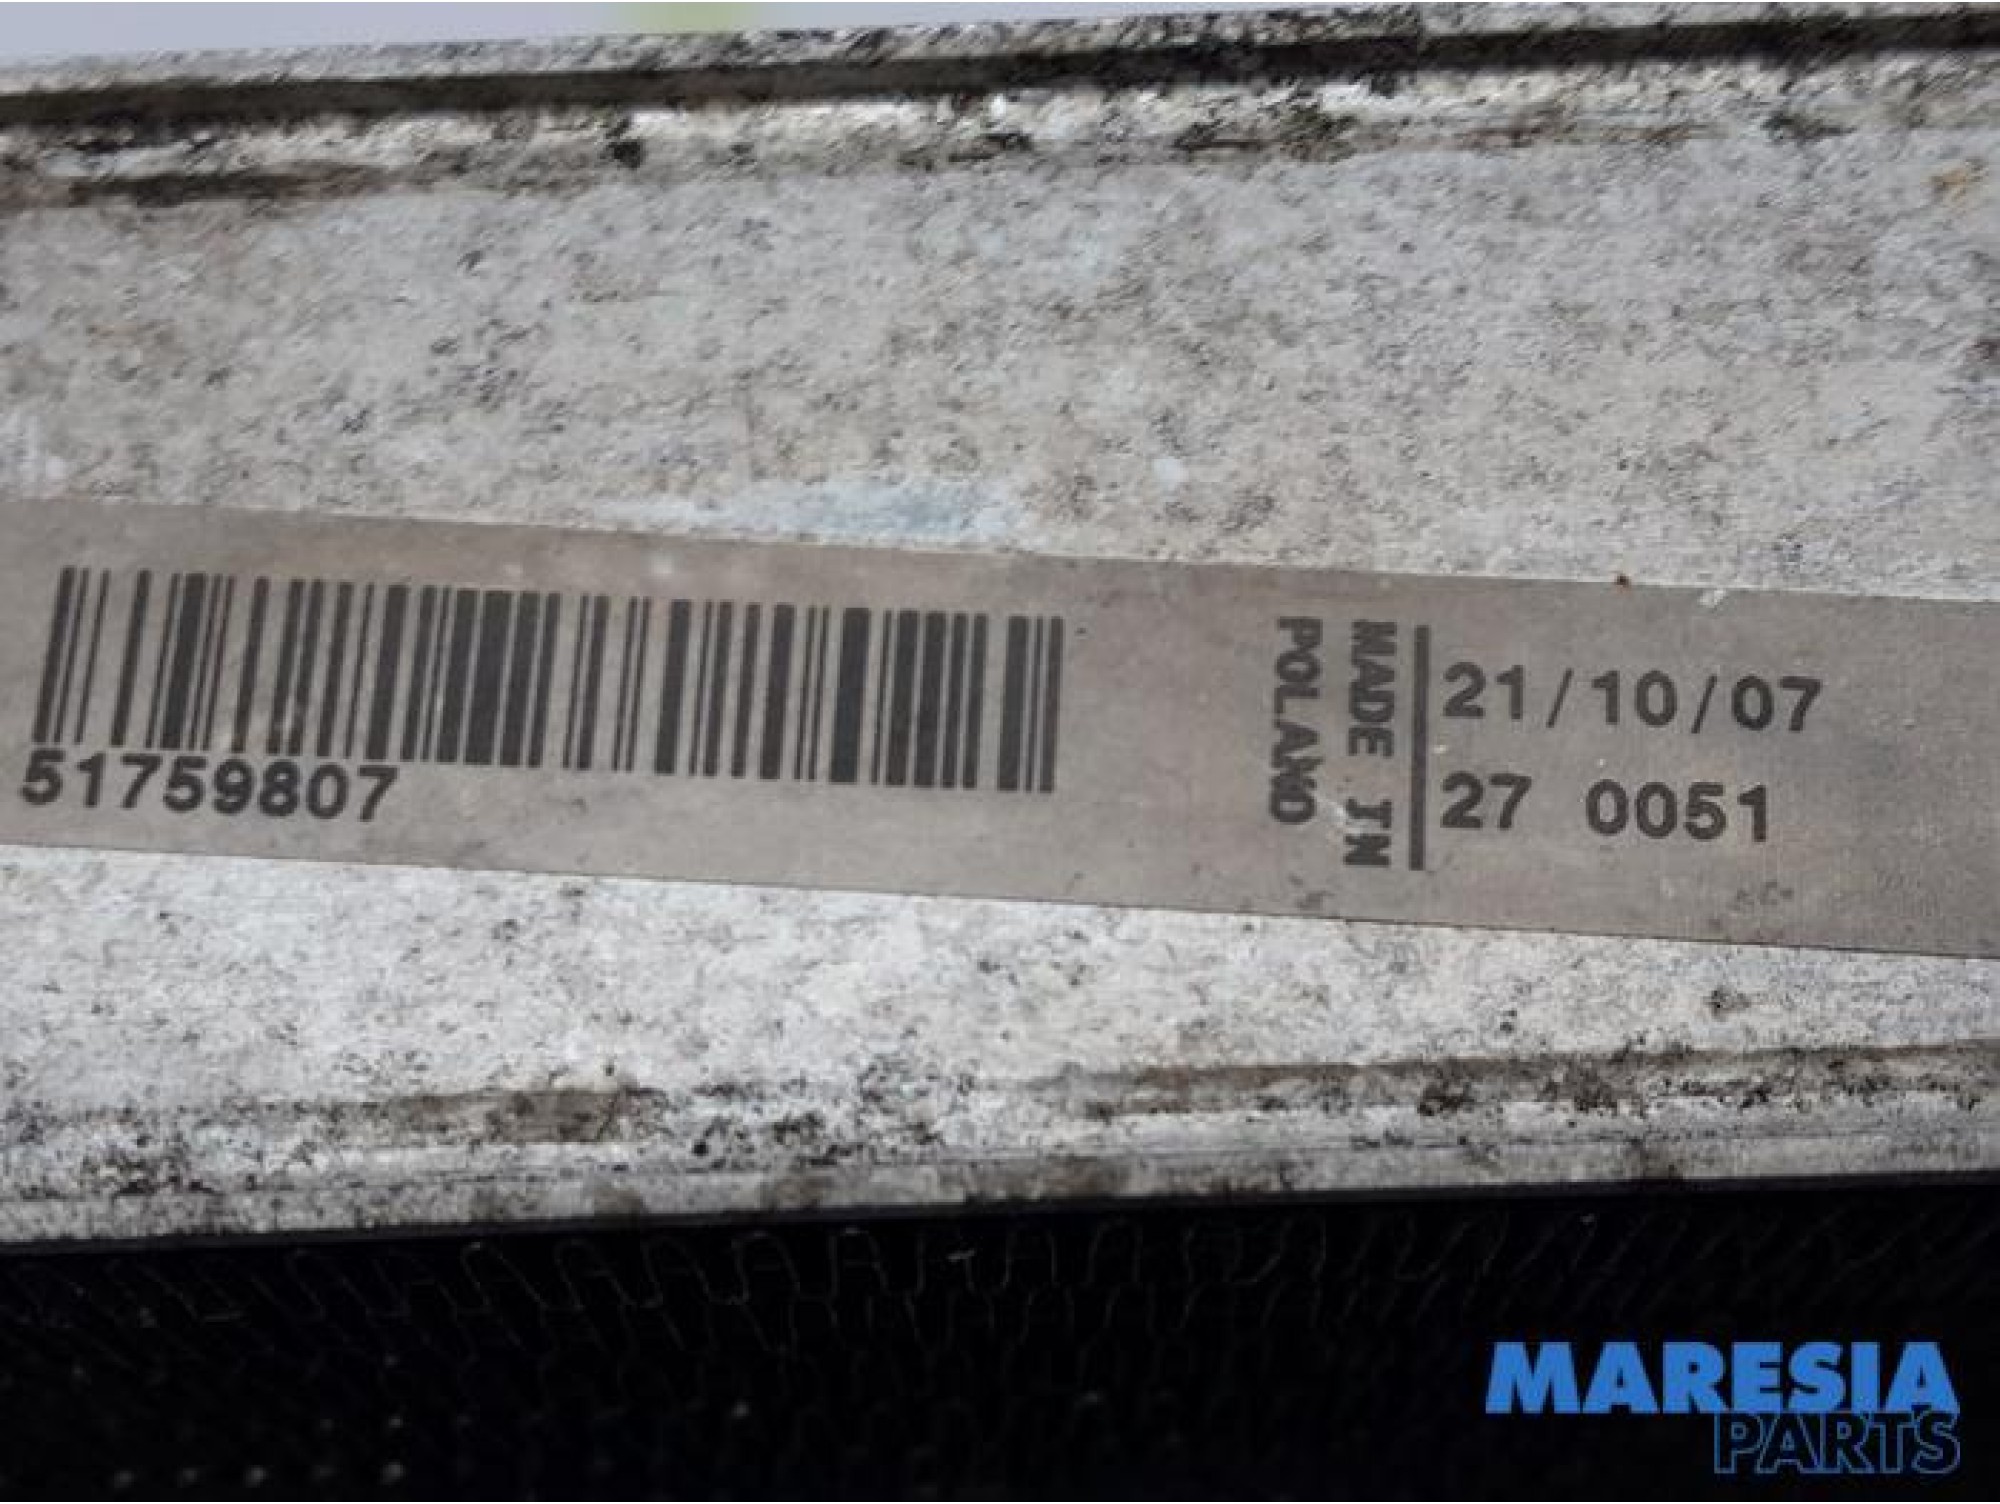 51759807
MADE IN
POLAND
21/10/07
27 0051
MARESIA
PARTS